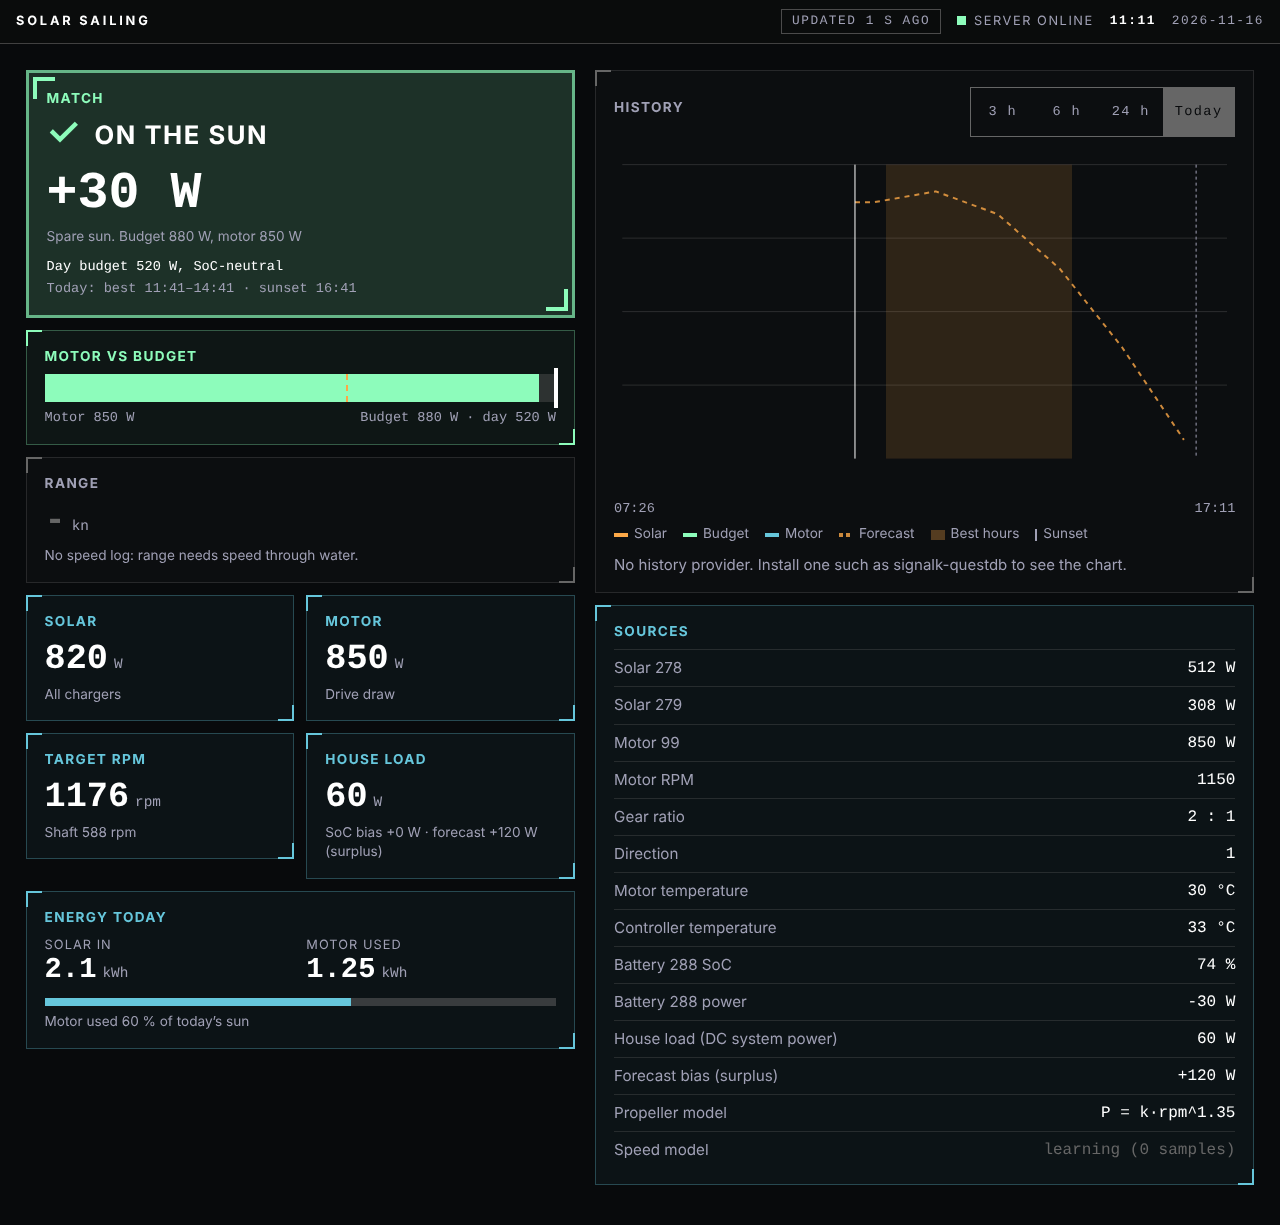 SOLAR SAILING
UPDATED 1 S AGO
SERVER ONLINE
11:11
2026-11-16
MATCH
ON THE SUN
+30 W
Spare sun. Budget 880 W, motor 850 W
Day budget 520 W, SoC-neutral
Today: best 11:41–14:41 · sunset 16:41
MOTOR VS BUDGET
Motor 850 W
Budget 880 W · day 520 W
RANGE
– kn
No speed log: range needs speed through water.
SOLAR
820 W
All chargers
MOTOR
850 W
Drive draw
TARGET RPM
1176 rpm
Shaft 588 rpm
HOUSE LOAD
60 W
SoC bias +0 W · forecast +120 W
(surplus)
ENERGY TODAY
SOLAR IN
2.1 kWh
MOTOR USED
1.25 kWh
Motor used 60 % of today's sun
HISTORY
3 h
6 h
24 h
Today
07:26
17:11
Solar
Budget
Motor
Forecast
Best hours
Sunset
No history provider. Install one such as signalk-questdb to see the chart.
SOURCES
Solar 278 512 W
Solar 279 308 W
Motor 99 850 W
Motor RPM 1150
Gear ratio 2 : 1
Direction 1
Motor temperature 30 °C
Controller temperature 33 °C
Battery 288 SoC 74 %
Battery 288 power -30 W
House load (DC system power) 60 W
Forecast bias (surplus) +120 W
Propeller model P = k·rpm^1.35
Speed model learning (0 samples)